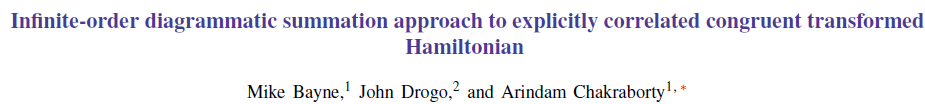 Infinite-order diagrammatic summation approach to explicitly correlated congruent transformed
Hamiltonian
Mike Bayne,1 John Drogo,2 and Arindam Chakraborty1,*